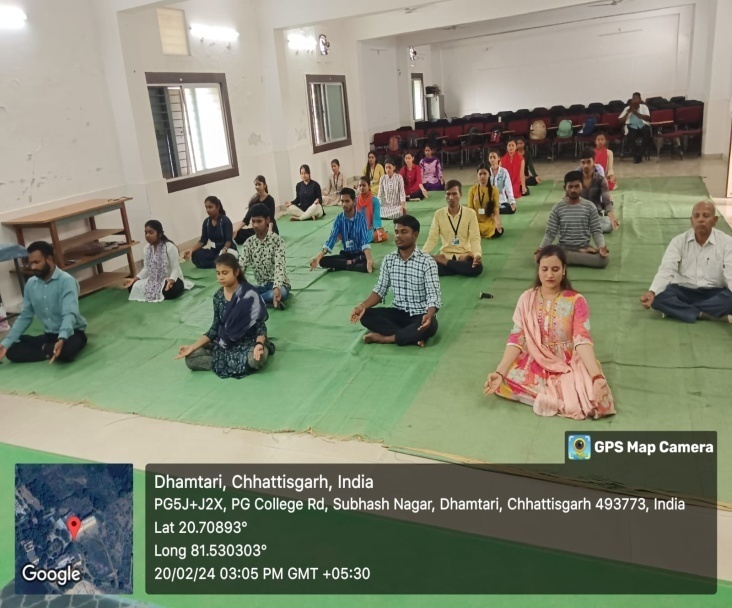 GPS Map Camera
Dhamtari, Chhattisgarh, India
PG5J+J2X, PG College Rd, Subhash Nagar, Dhamtari, Chhattisgarh 493773, India
Lat 20.70893°
Long 81.530303°
20/02/24 03:05 PM GMT +05:30
Google